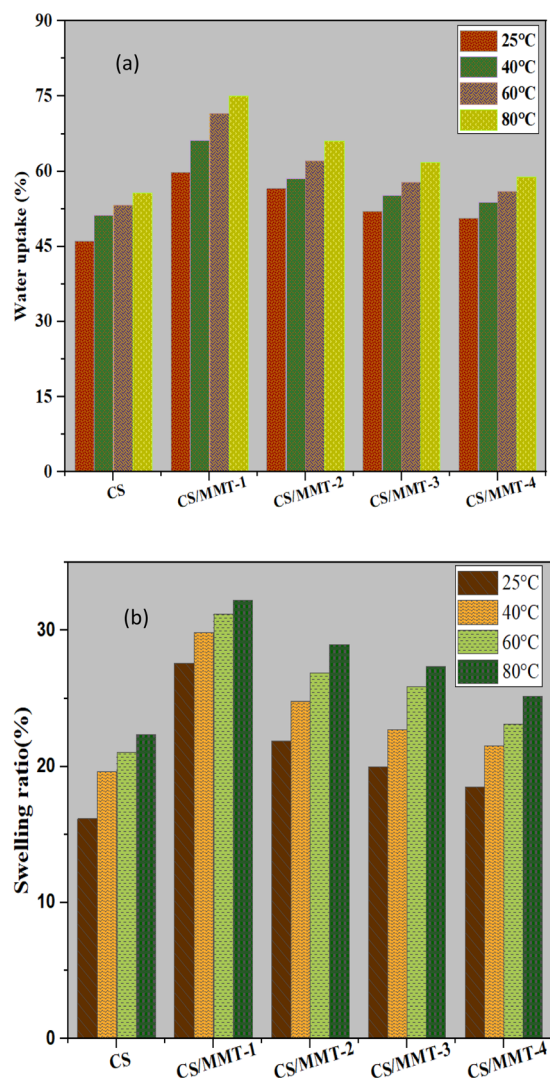 (a)
25°C
40°C
60°C
80°C
90
75
60
45
30
15
0
Water uptake (%)
CS
CS/MMT-1
CS/MMT-2
CS/MMT-3
CS/MMT-4
(b)
25°C
40°C
60°C
80°C
30
20
10
0
Swelling ratio(%)
CS
CS/MMT-1
CS/MMT-2
CS/MMT-3
CS/MMT-4